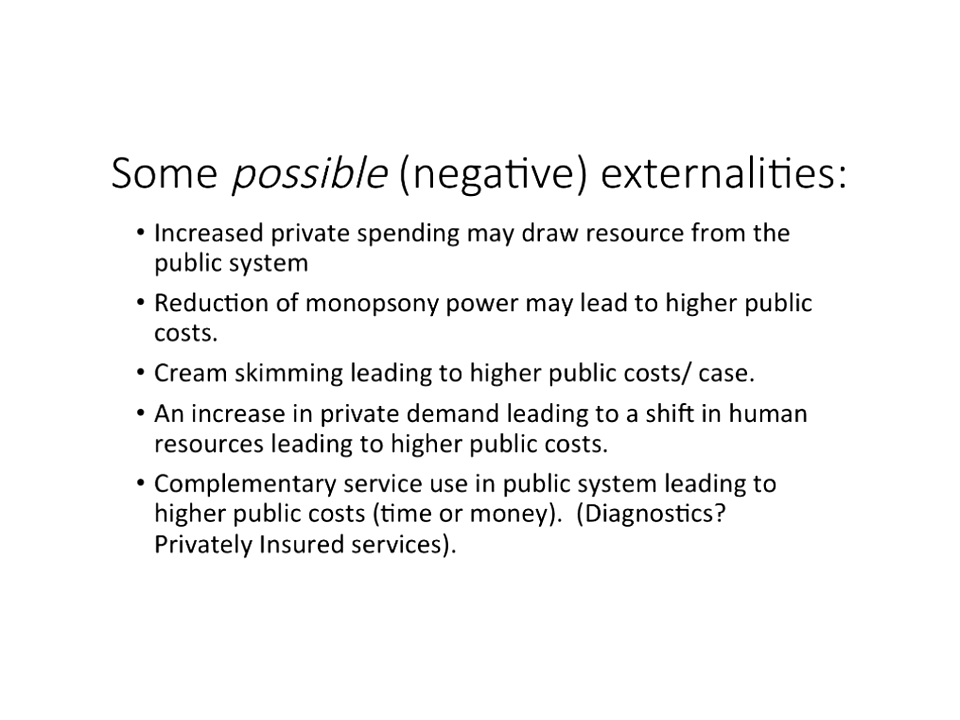 Some possible (negative) externalities:
• Increased private spending may draw resource from the
public system
• Reduction of monopsony power may lead to higher public
costs.
• Cream skimming leading to higher public costs/ case.
• An increase in private demand leading to a shift in human
resources leading to higher public costs.
• Complementary service use in public system leading to
higher public costs (time or money).  (Diagnostics?
Privately Insured services).